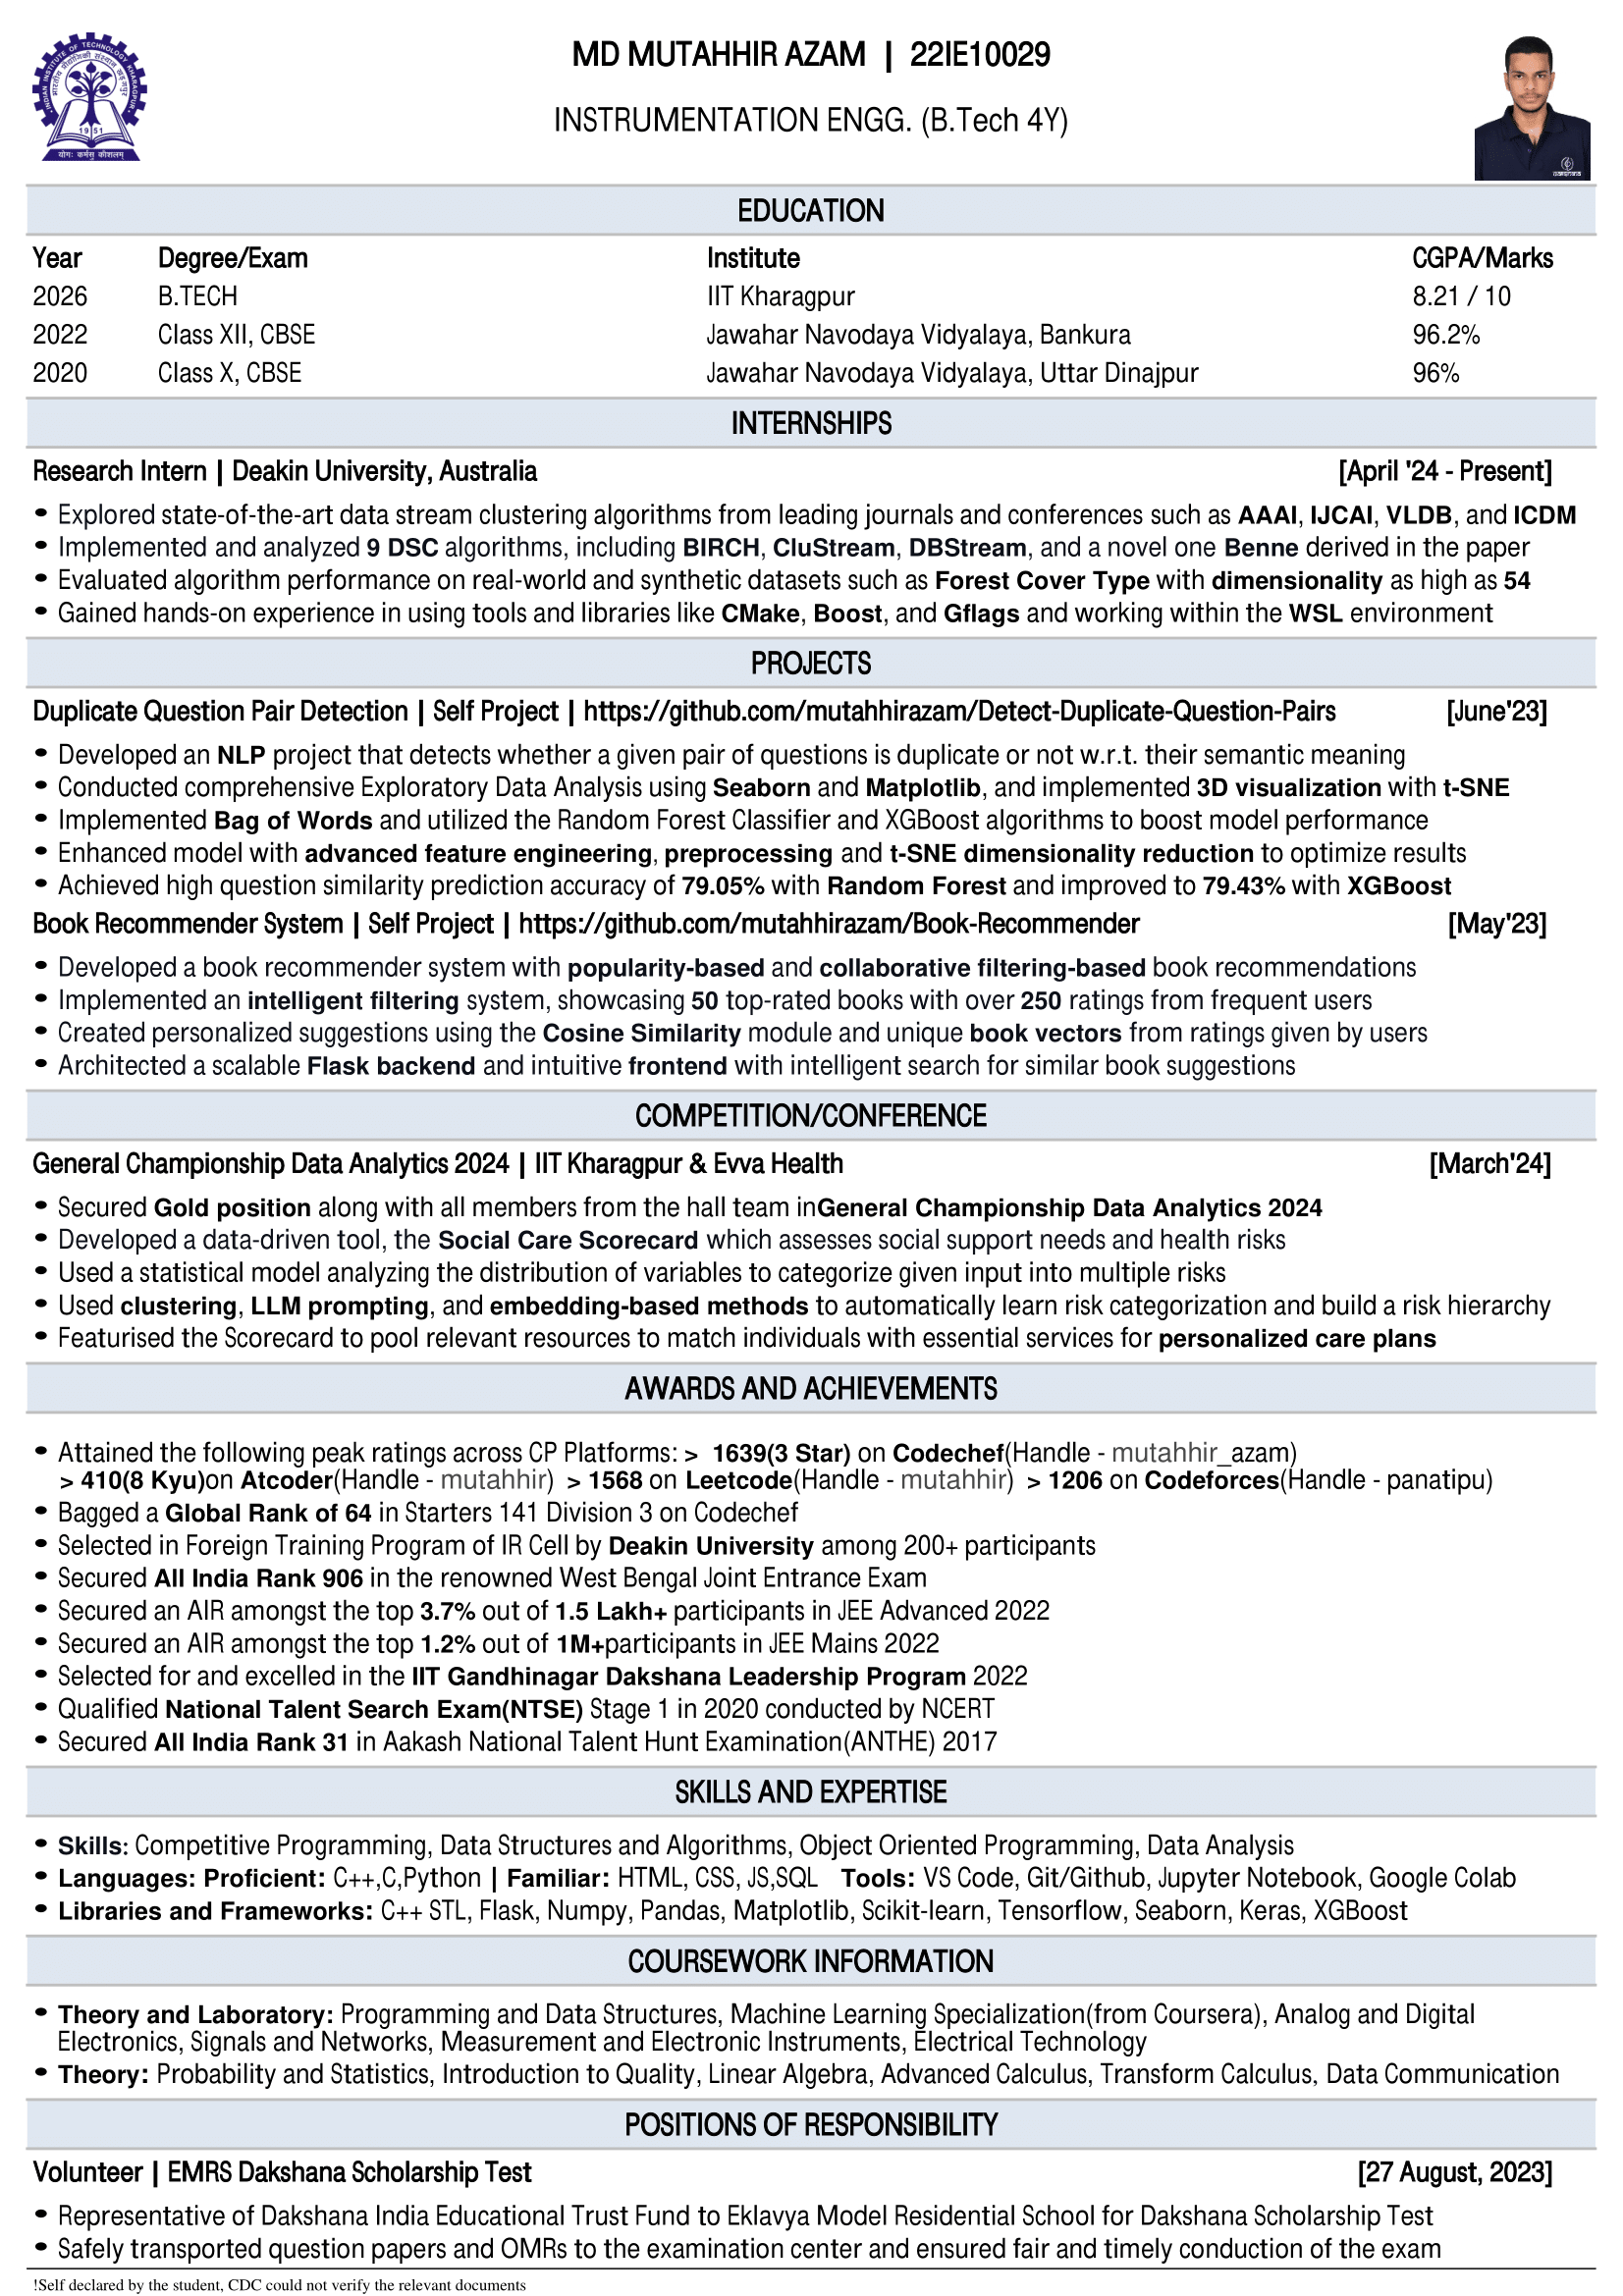 INDIAN INSTITUTE OF TECHNOLOGY KHARAGPUR
1951
योगः कर्मसु कौशलम्
MD MUTAHHIR AZAM | 22IE10029
INSTRUMENTATION ENGG. (B.Tech 4Y)
EDUCATION
Year Degree/Exam Institute CGPA/Marks
2026 B.TECH IIT Kharagpur 8.21 / 10
2022 Class XII, CBSE Jawahar Navodaya Vidyalaya, Bankura 96.2%
2020 Class X, CBSE Jawahar Navodaya Vidyalaya, Uttar Dinajpur 96%
INTERNSHIPS
Research Intern | Deakin University, Australia [April '24 - Present]
• Explored state-of-the-art data stream clustering algorithms from leading journals and conferences such as AAAI, IJCAI, VLDB, and ICDM
• Implemented and analyzed 9 DSC algorithms, including BIRCH, CluStream, DBStream, and a novel one Benne derived in the paper
• Evaluated algorithm performance on real-world and synthetic datasets such as Forest Cover Type with dimensionality as high as 54
• Gained hands-on experience in using tools and libraries like CMake, Boost, and Gflags and working within the WSL environment
PROJECTS
Duplicate Question Pair Detection | Self Project | https://github.com/mutahhirazam/Detect-Duplicate-Question-Pairs [June'23]
• Developed an NLP project that detects whether a given pair of questions is duplicate or not w.r.t. their semantic meaning
• Conducted comprehensive Exploratory Data Analysis using Seaborn and Matplotlib, and implemented 3D visualization with t-SNE
• Implemented Bag of Words and utilized the Random Forest Classifier and XGBoost algorithms to boost model performance
• Enhanced model with advanced feature engineering, preprocessing and t-SNE dimensionality reduction to optimize results
• Achieved high question similarity prediction accuracy of 79.05% with Random Forest and improved to 79.43% with XGBoost
Book Recommender System | Self Project | https://github.com/mutahhirazam/Book-Recommender [May'23]
• Developed a book recommender system with popularity-based and collaborative filtering-based book recommendations
• Implemented an intelligent filtering system, showcasing 50 top-rated books with over 250 ratings from frequent users
• Created personalized suggestions using the Cosine Similarity module and unique book vectors from ratings given by users
• Architected a scalable Flask backend and intuitive frontend with intelligent search for similar book suggestions
COMPETITION/CONFERENCE
General Championship Data Analytics 2024 | IIT Kharagpur & Evva Health [March'24]
• Secured Gold position along with all members from the hall team inGeneral Championship Data Analytics 2024
• Developed a data-driven tool, the Social Care Scorecard which assesses social support needs and health risks
• Used a statistical model analyzing the distribution of variables to categorize given input into multiple risks
• Used clustering, LLM prompting, and embedding-based methods to automatically learn risk categorization and build a risk hierarchy
• Featurised the Scorecard to pool relevant resources to match individuals with essential services for personalized care plans
AWARDS AND ACHIEVEMENTS
• Attained the following peak ratings across CP Platforms: > 1639(3 Star) on Codechef(Handle - mutahhir_azam)
> 410(8 Kyu)on Atcoder(Handle - mutahhir) > 1568 on Leetcode(Handle - mutahhir) > 1206 on Codeforces(Handle - panatipu)
• Bagged a Global Rank of 64 in Starters 141 Division 3 on Codechef
• Selected in Foreign Training Program of IR Cell by Deakin University among 200+ participants
• Secured All India Rank 906 in the renowned West Bengal Joint Entrance Exam
• Secured an AIR amongst the top 3.7% out of 1.5 Lakh+ participants in JEE Advanced 2022
• Secured an AIR amongst the top 1.2% out of 1M+participants in JEE Mains 2022
• Selected for and excelled in the IIT Gandhinagar Dakshana Leadership Program 2022
• Qualified National Talent Search Exam(NTSE) Stage 1 in 2020 conducted by NCERT
• Secured All India Rank 31 in Aakash National Talent Hunt Examination(ANTHE) 2017
SKILLS AND EXPERTISE
• Skills: Competitive Programming, Data Structures and Algorithms, Object Oriented Programming, Data Analysis
• Languages: Proficient: C++,C,Python | Familiar: HTML, CSS, JS,SQL Tools: VS Code, Git/Github, Jupyter Notebook, Google Colab
• Libraries and Frameworks: C++ STL, Flask, Numpy, Pandas, Matplotlib, Scikit-learn, Tensorflow, Seaborn, Keras, XGBoost
COURSEWORK INFORMATION
• Theory and Laboratory: Programming and Data Structures, Machine Learning Specialization(from Coursera), Analog and Digital
Electronics, Signals and Networks, Measurement and Electronic Instruments, Electrical Technology
• Theory: Probability and Statistics, Introduction to Quality, Linear Algebra, Advanced Calculus, Transform Calculus, Data Communication
POSITIONS OF RESPONSIBILITY
Volunteer | EMRS Dakshana Scholarship Test [27 August, 2023]
• Representative of Dakshana India Educational Trust Fund to Eklavya Model Residential School for Dakshana Scholarship Test
• Safely transported question papers and OMRs to the examination center and ensured fair and timely conduction of the exam
!Self declared by the student, CDC could not verify the relevant documents